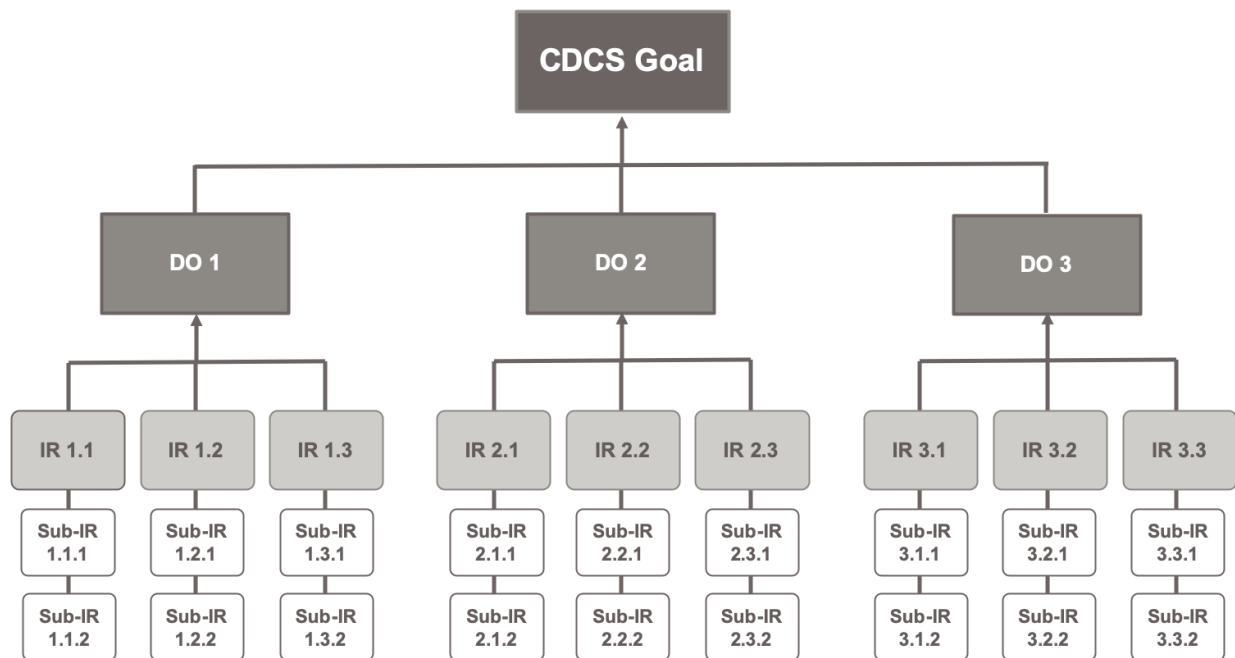 CDCS Goal
DO 1
DO 2
DO 3
IR 1.1
IR 1.2
IR 1.3
IR 2.1
IR 2.2
IR 2.3
IR 3.1
IR 3.2
IR 3.3
Sub-IR
1.1.1
Sub-IR
1.2.1
Sub-IR
1.3.1
Sub-IR
2.1.1
Sub-IR
2.2.1
Sub-IR
2.3.1
Sub-IR
3.1.1
Sub-IR
3.2.1
Sub-IR
3.3.1
Sub-IR
1.1.2
Sub-IR
1.2.2
Sub-IR
1.3.2
Sub-IR
2.1.2
Sub-IR
2.2.2
Sub-IR
2.3.2
Sub-IR
3.1.2
Sub-IR
3.2.2
Sub-IR
3.3.2